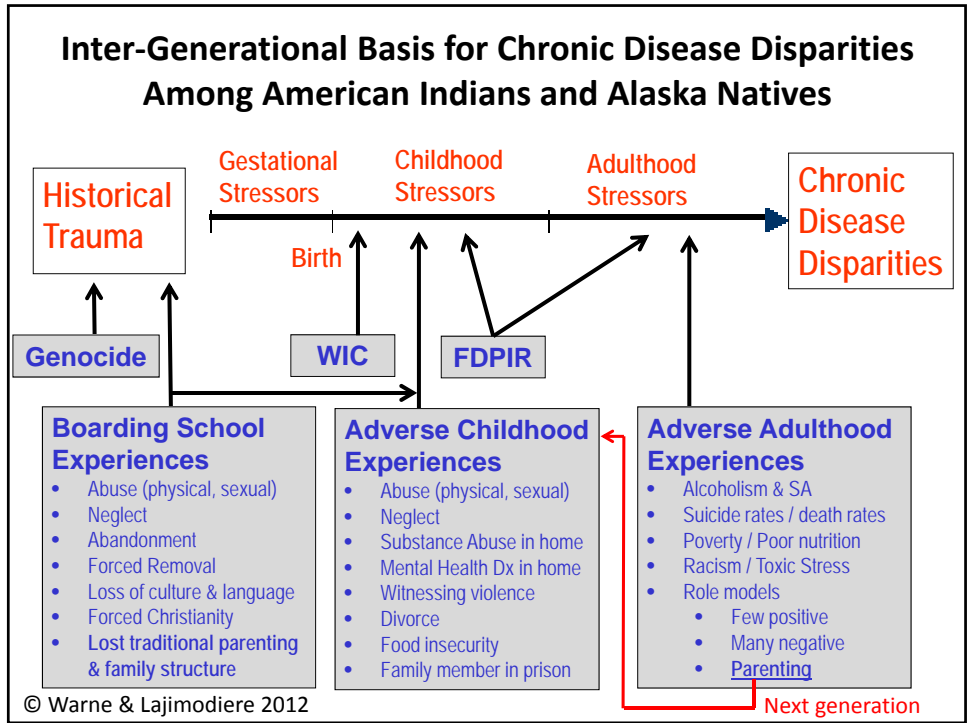 Inter-Generational Basis for Chronic Disease Disparities
Among American Indians and Alaska Natives
Historical
Trauma
Gestational
Stressors
Childhood
Stressors
Adulthood
Stressors
Chronic
Disease
Disparities
Birth
Genocide
WIC
FDPIR
Boarding School
Experiences
• Abuse (physical, sexual)
• Neglect
• Abandonment
• Forced Removal
• Loss of culture & language
• Forced Christianity
• Lost traditional parenting
& family structure
Adverse Childhood
Experiences
• Abuse (physical, sexual)
• Neglect
• Substance Abuse in home
• Mental Health Dx in home
• Witnessing violence
• Divorce
• Food insecurity
• Family member in prison
Adverse Adulthood
Experiences
• Alcoholism & SA
• Suicide rates / death rates
• Poverty / Poor nutrition
• Racism / Toxic Stress
• Role models
• Few positive
• Many negative
• Parenting
© Warne & Lajimodiere 2012
Next generation